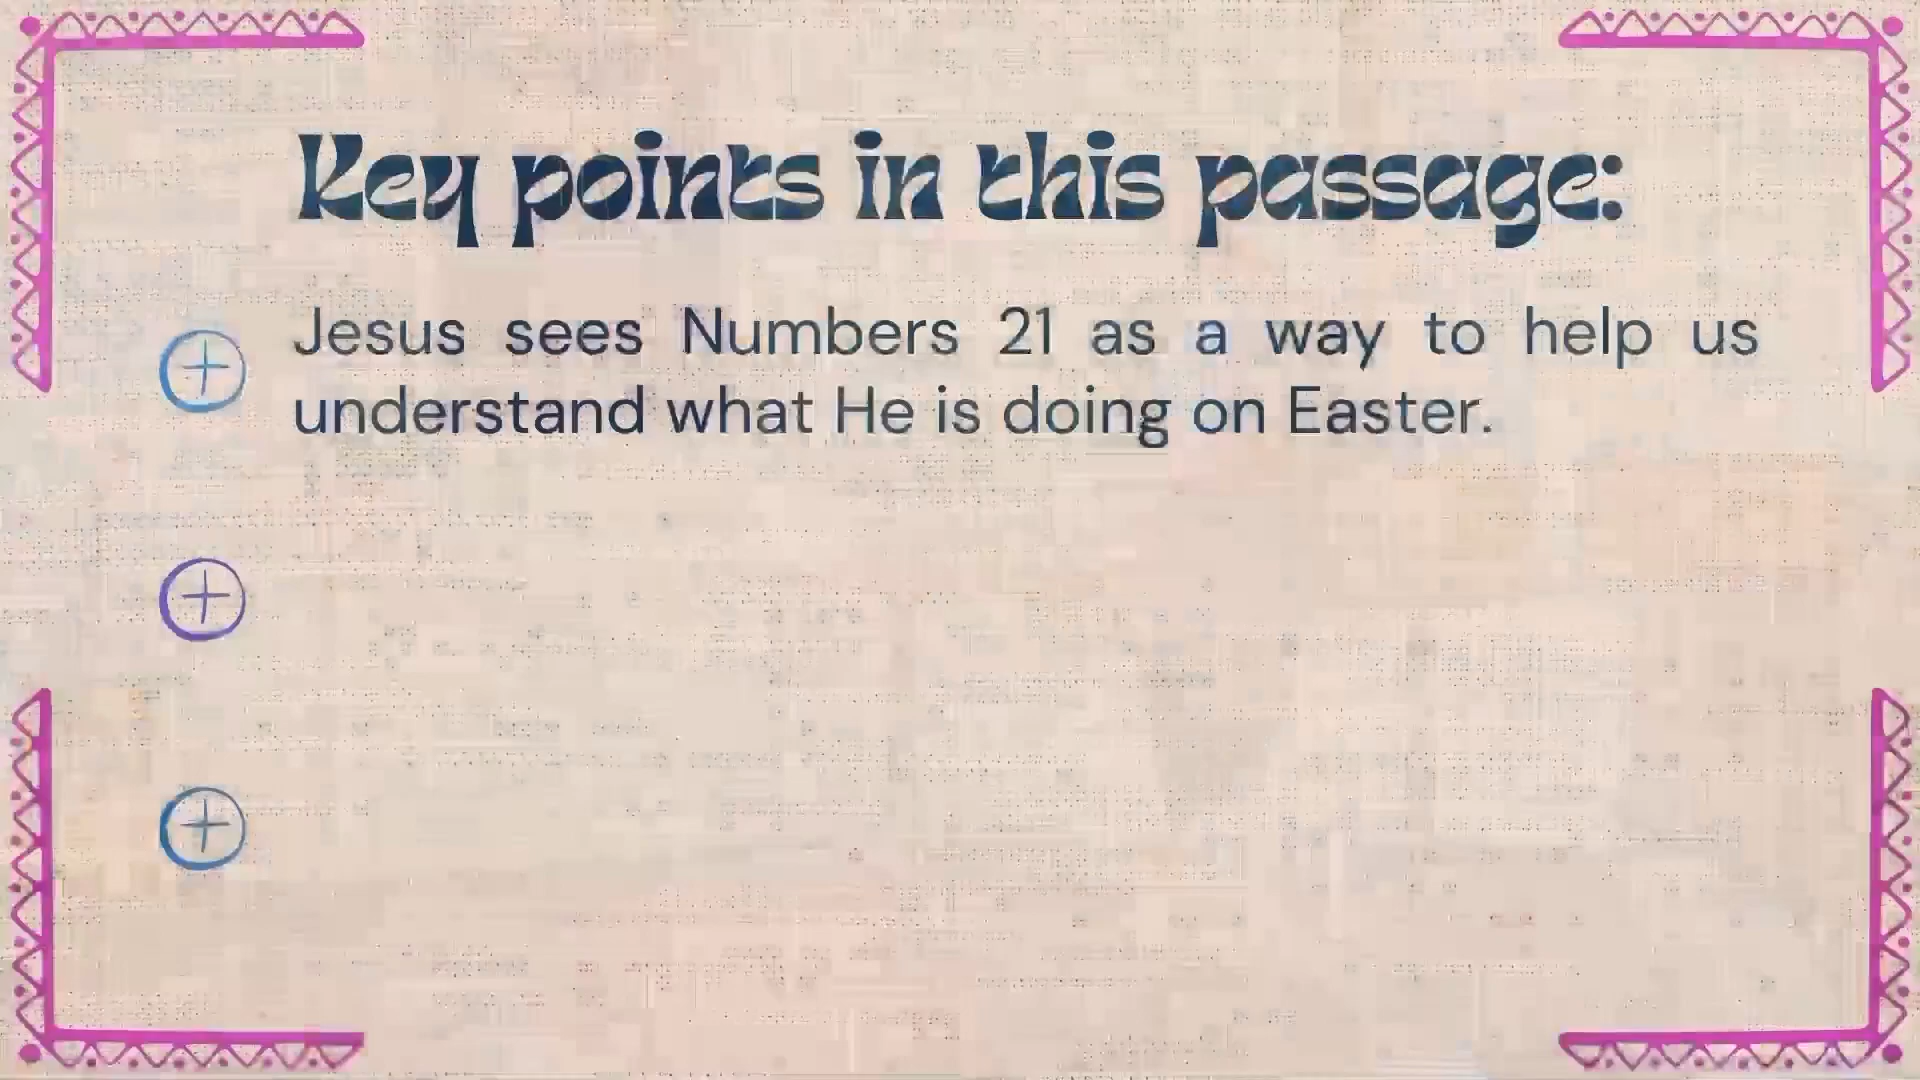 Key points in this passage:
Jesus sees Numbers 21 as a way to help us
understand what He is doing on Easter.